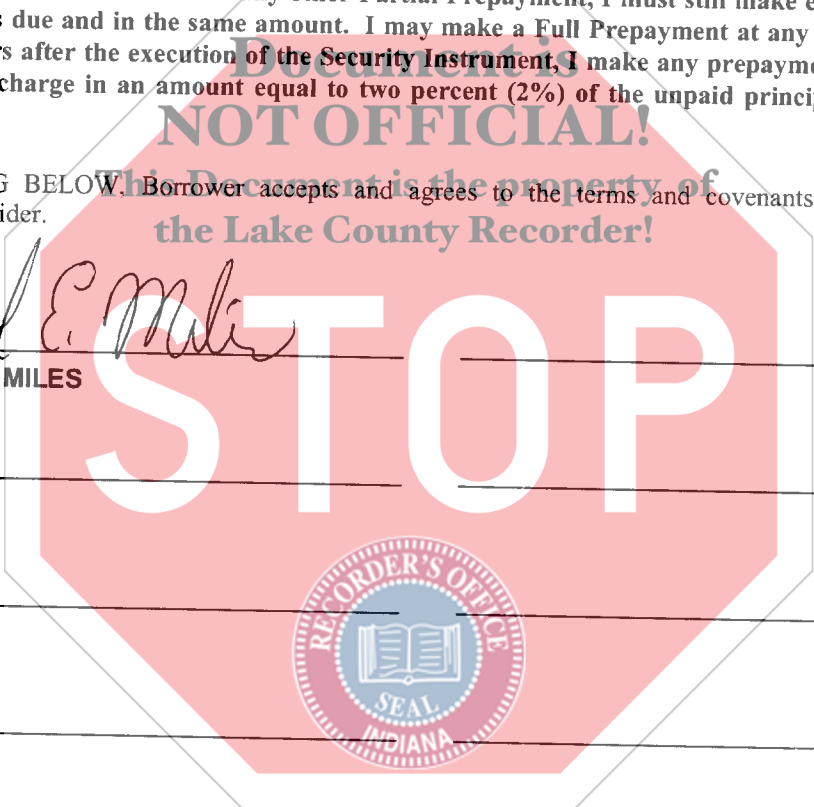 due and in the same amount. I may make a Full Prepayment at any
s after the execution of the Security Instrument, I make any prepayme
charge in an amount equal to two percent (2%) of the unpaid princi
Document is
NOT OFFICIAL!
This Document is the property of
the Lake County Recorder!
G BELOW, Borrower accepts and agrees to the terms and covenants
ider.
E. Miles
MILES
STOP
RECORDER'S OFFICE
SEAL
INDIANA